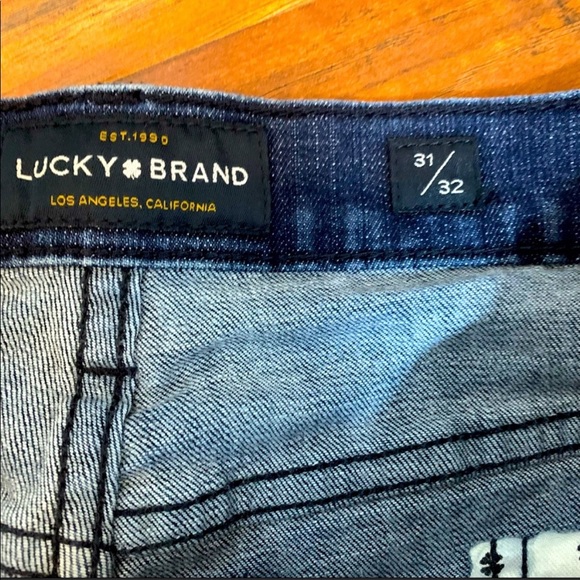 EST.1990
LUCKY BRAND
LOS ANGELES, CALIFORNIA
31/32